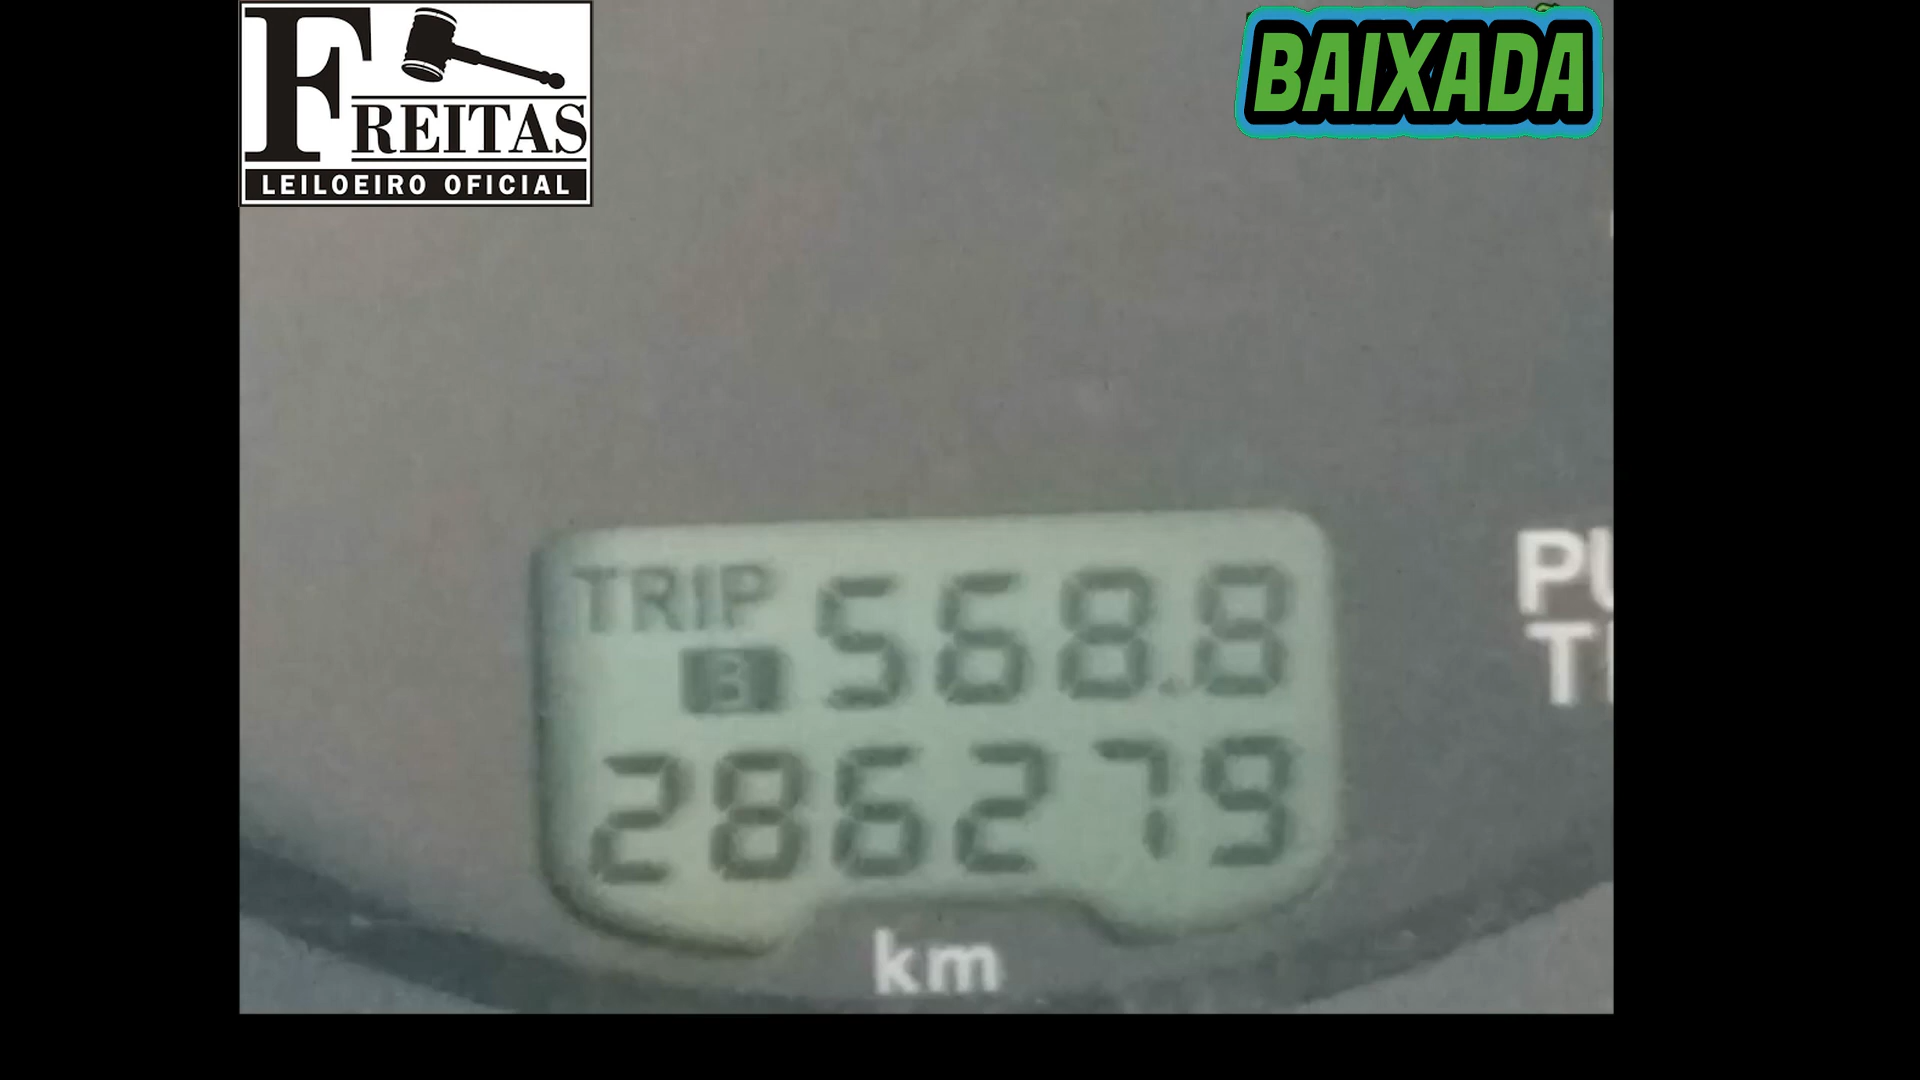 FREITAS
LEILOEIRO OFICIAL
BAIXADA
TRIP B 568.8
286279
km